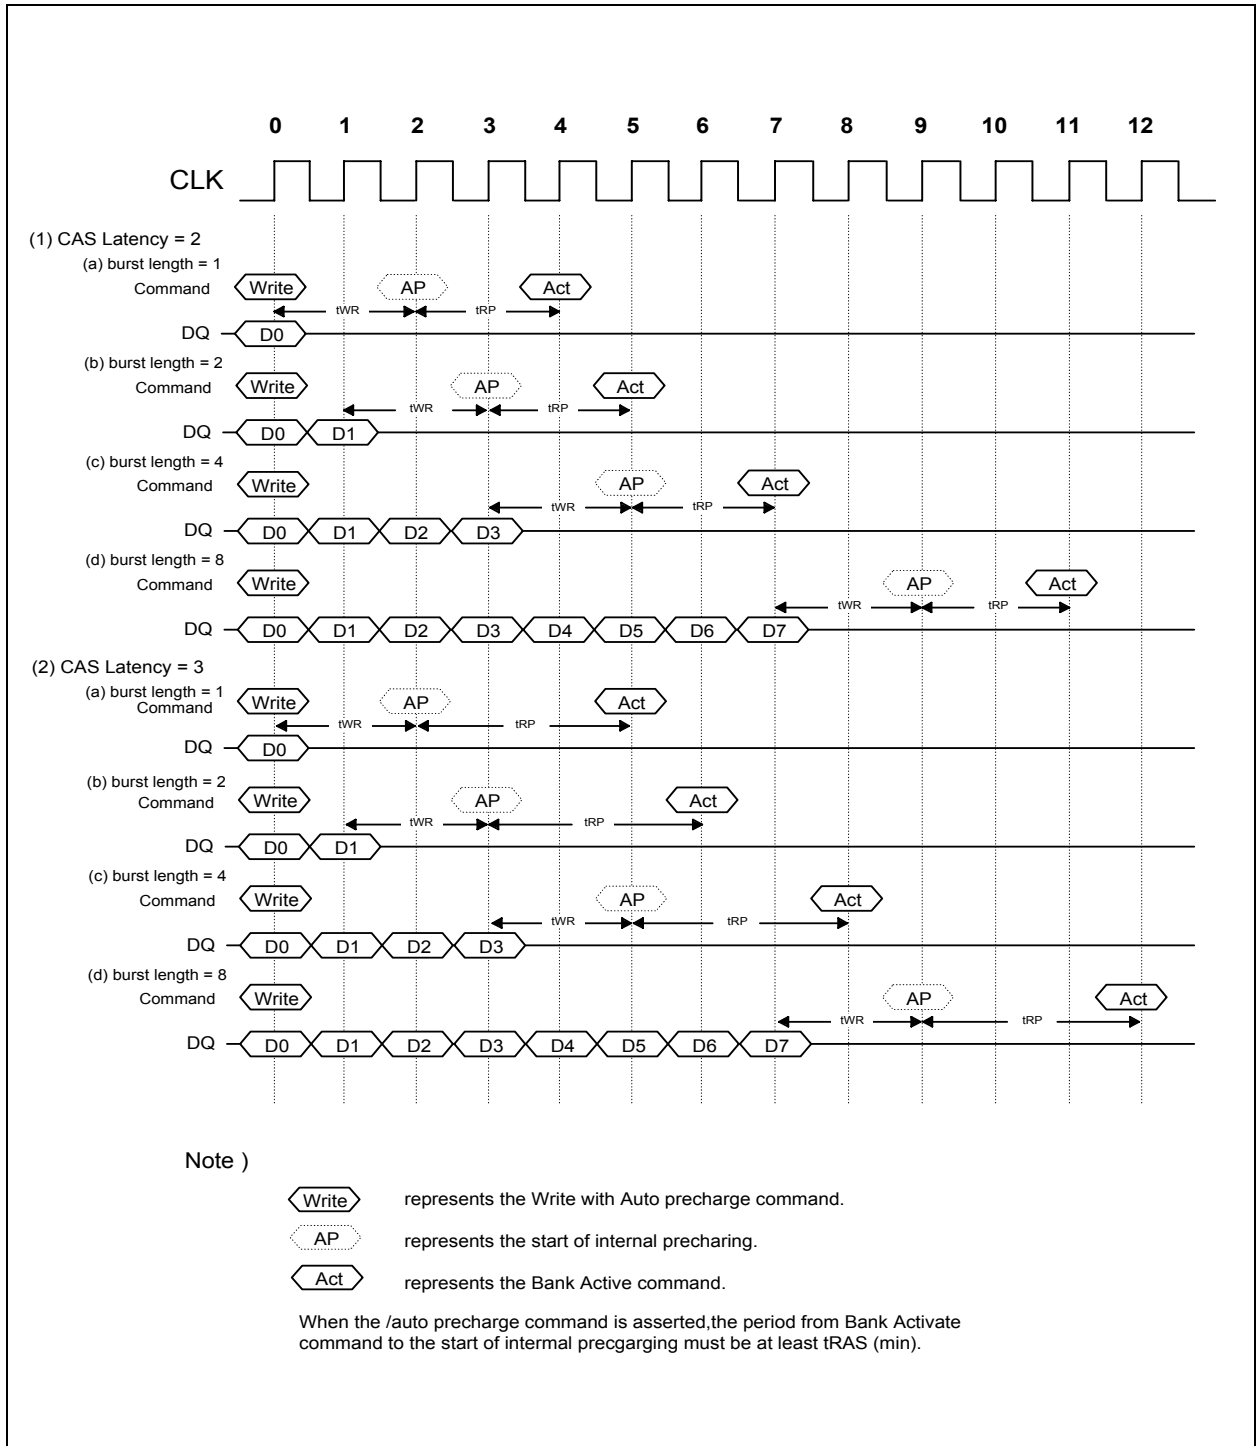 0 1 2 3 4 5 6 7 8 9 10 11 12
CLK
(1) CAS Latency = 2
(a) burst length = 1
Command Write AP Act
tWR tRP
DQ D0
(b) burst length = 2
Command Write AP Act
tWR tRP
DQ D0 D1
(c) burst length = 4
Command Write AP Act
tWR tRP
DQ D0 D1 D2 D3
(d) burst length = 8
Command Write AP Act
tWR tRP
DQ D0 D1 D2 D3 D4 D5 D6 D7
(2) CAS Latency = 3
(a) burst length = 1
Command Write AP Act
tWR tRP
DQ D0
(b) burst length = 2
Command Write AP Act
tWR tRP
DQ D0 D1
(c) burst length = 4
Command Write AP Act
tWR tRP
DQ D0 D1 D2 D3
(d) burst length = 8
Command Write AP Act
tWR tRP
DQ D0 D1 D2 D3 D4 D5 D6 D7
Note )
Write represents the Write with Auto precharge command.
AP represents the start of internal precharing.
Act represents the Bank Active command.
When the /auto precharge command is asserted,the period from Bank Activate
command to the start of intermal precgarging must be at least tRAS (min).